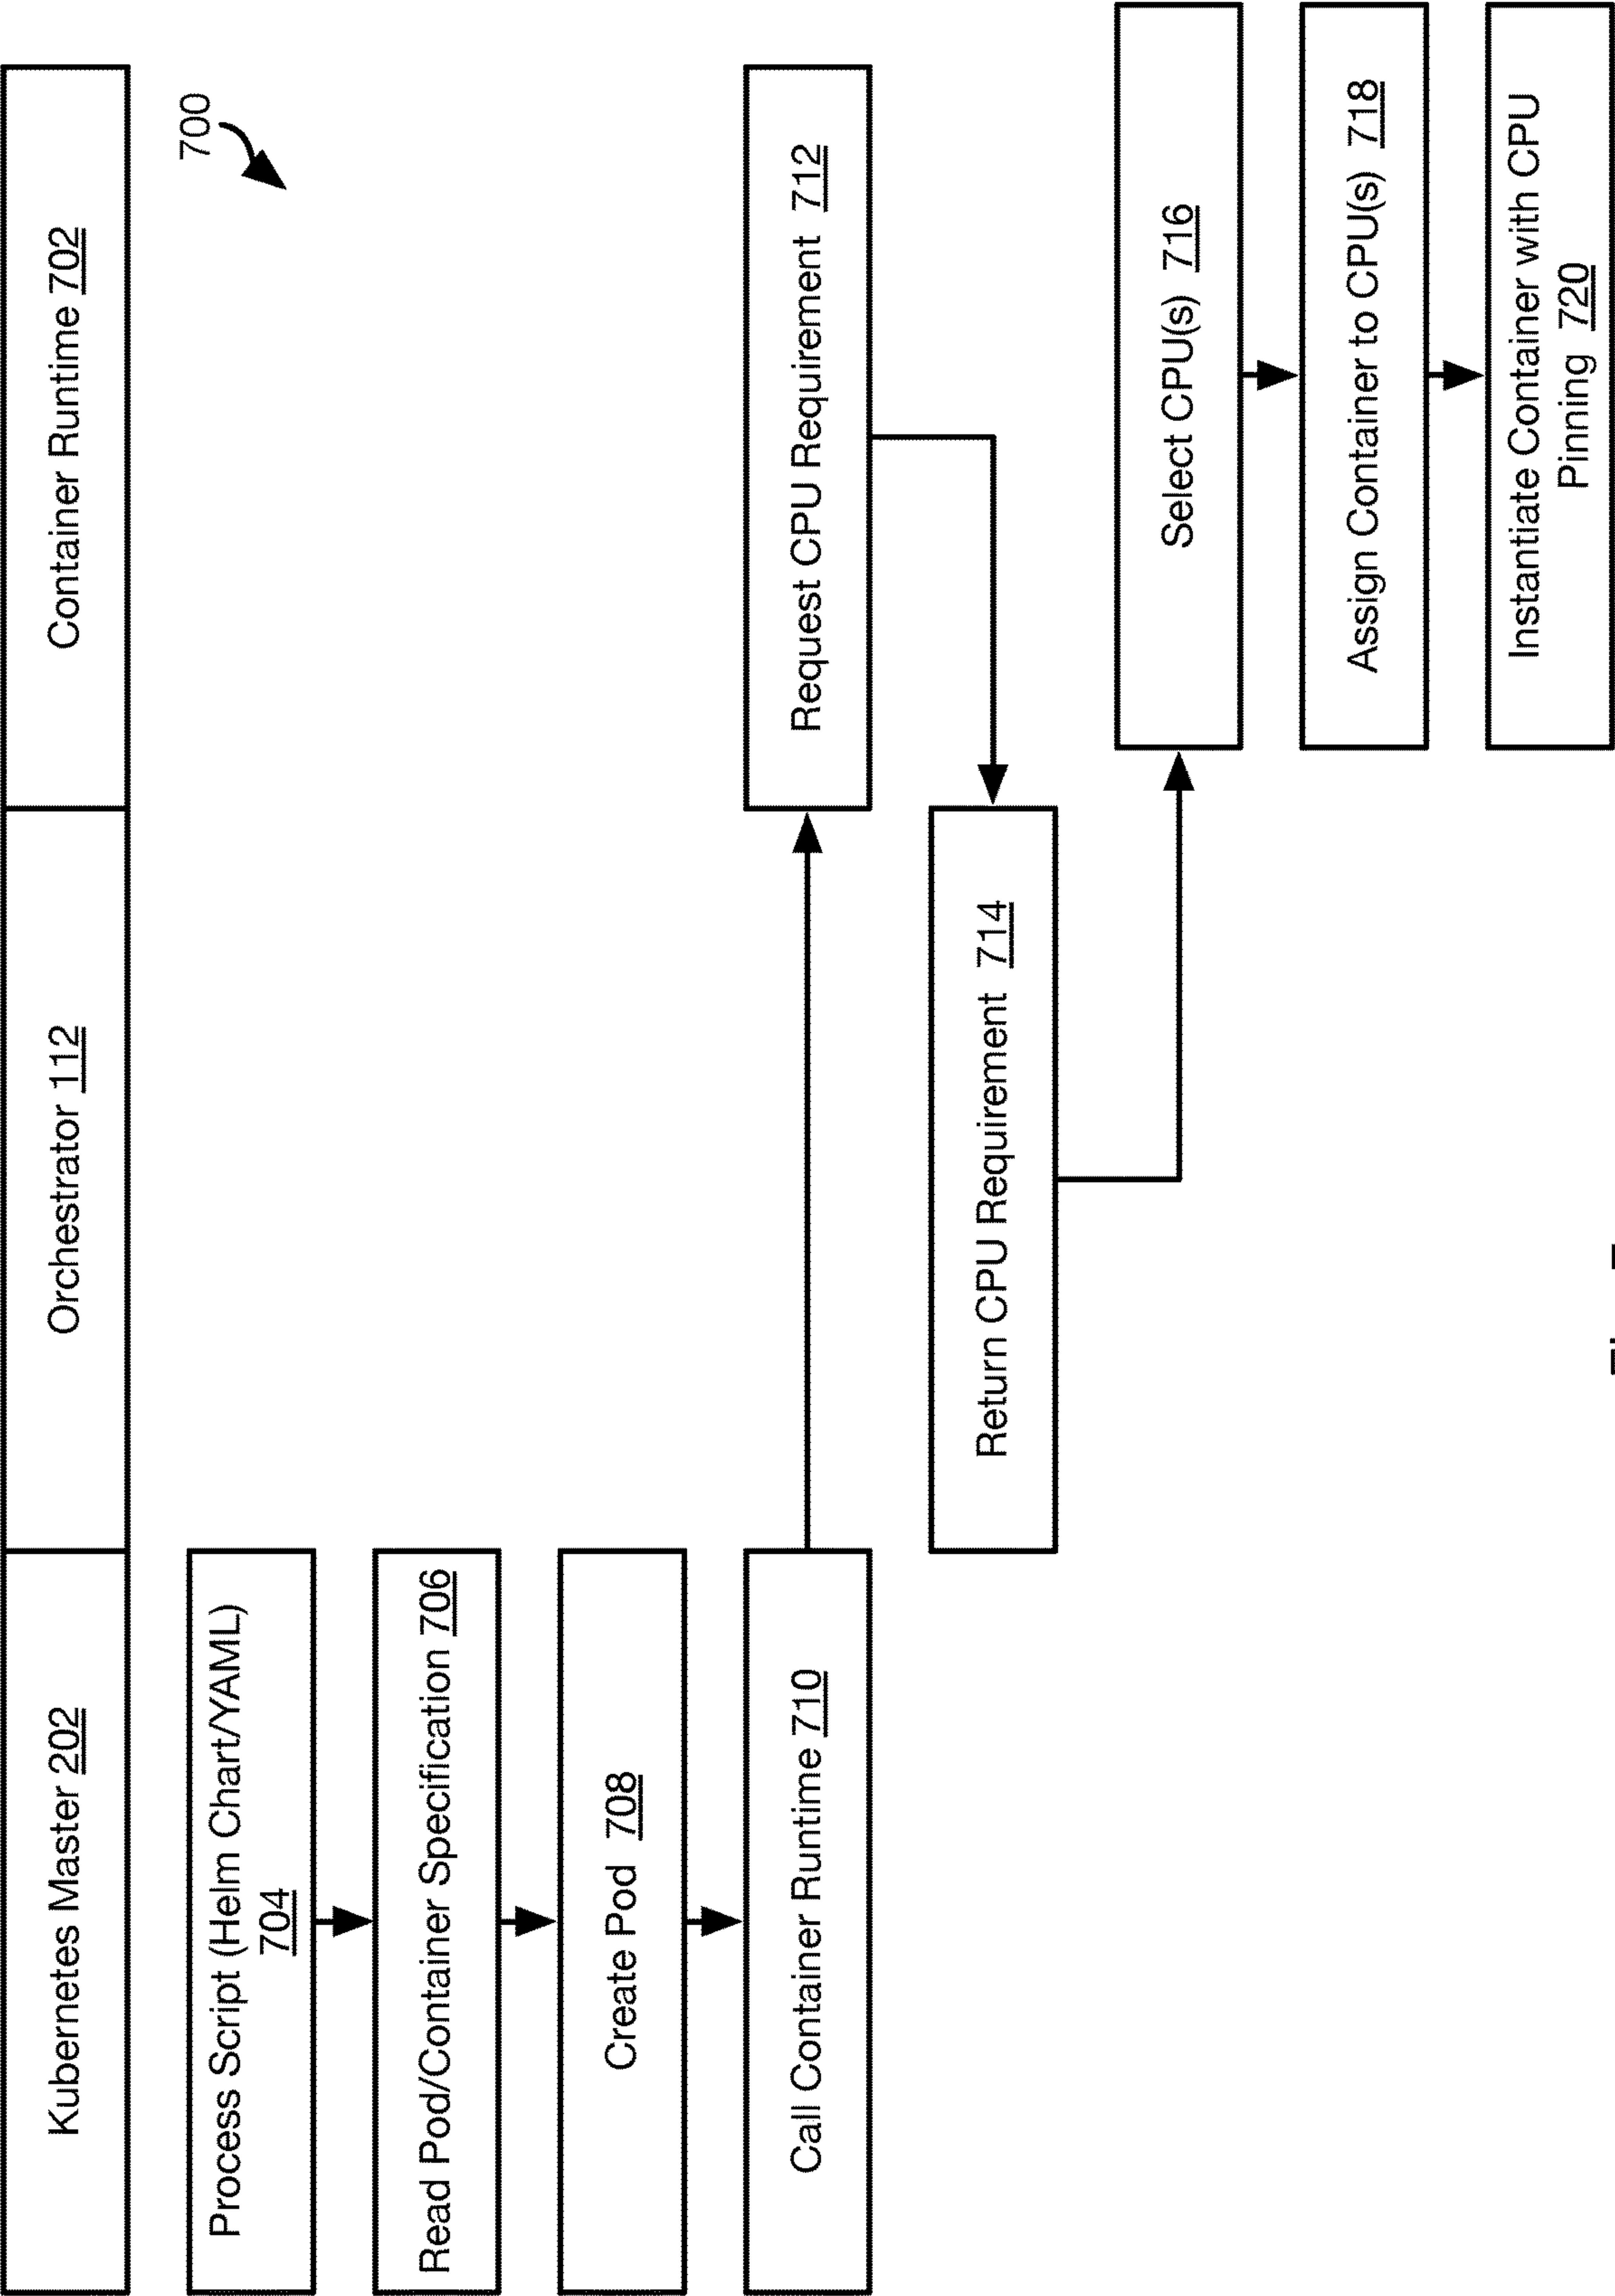 Kubernetes Master 202
Orchestrator 112
Container Runtime 702
700
Process Script (Helm Chart/YAML)
704
Read Pod/Container Specification 706
Create Pod 708
Call Container Runtime 710
Request CPU Requirement 712
Return CPU Requirement 714
Select CPU(s) 716
Assign Container to CPU(s) 718
Instantiate Container with CPU
Pinning 720